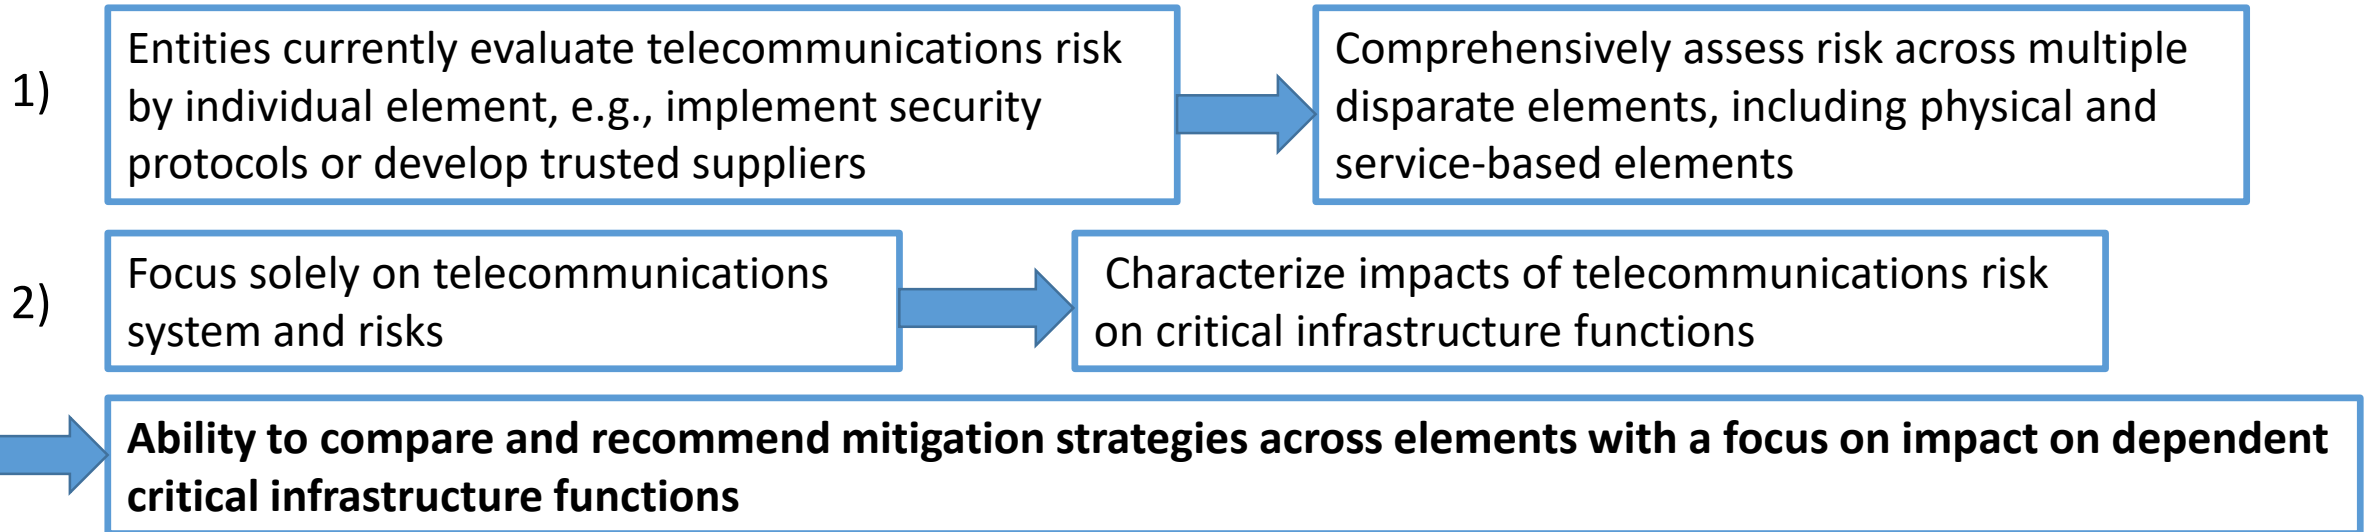 1)
Entities currently evaluate telecommunications risk
by individual element, e.g., implement security
protocols or develop trusted suppliers
Comprehensively assess risk across multiple
disparate elements, including physical and
service-based elements
2)
Focus solely on telecommunications
system and risks
Characterize impacts of telecommunications risk
on critical infrastructure functions
Ability to compare and recommend mitigation strategies across elements with a focus on impact on dependent
critical infrastructure functions